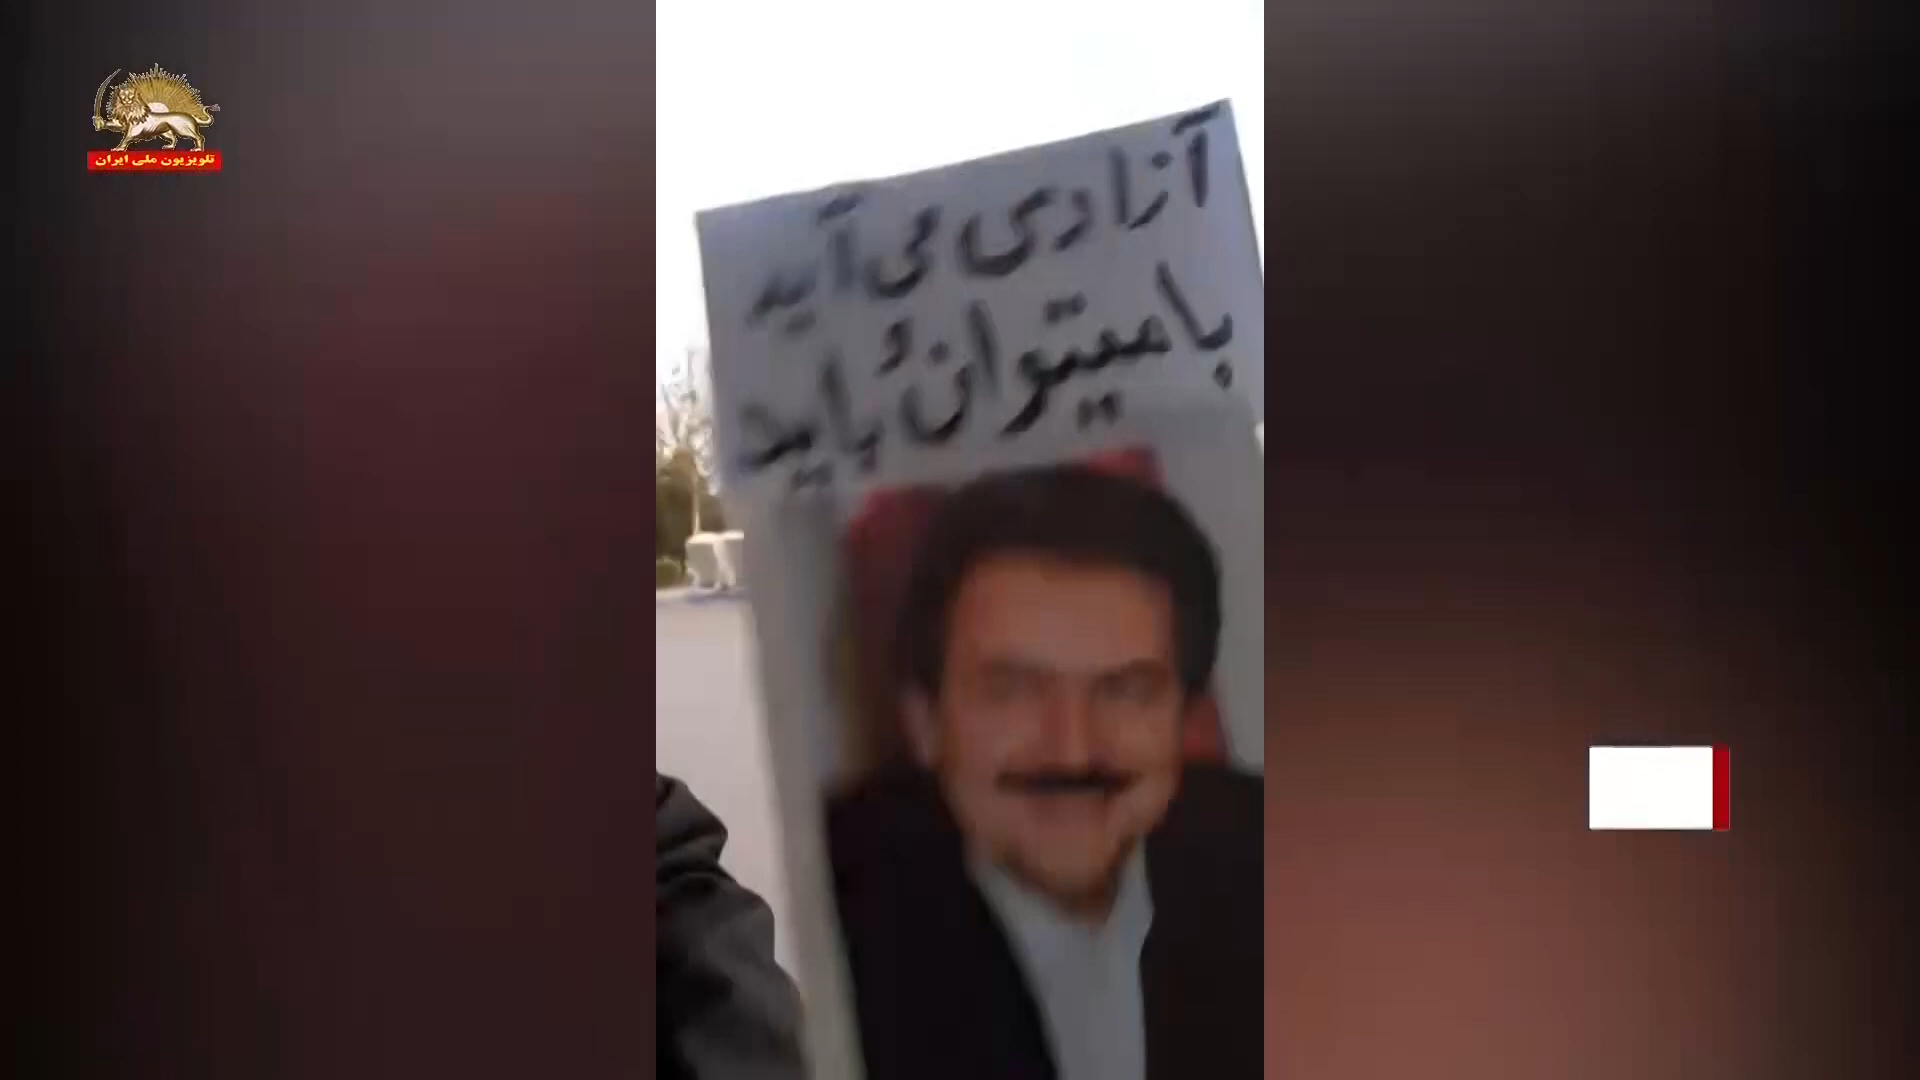 تلویزیون ملی ایران
آزادی می آید
با میتوان وُ باید